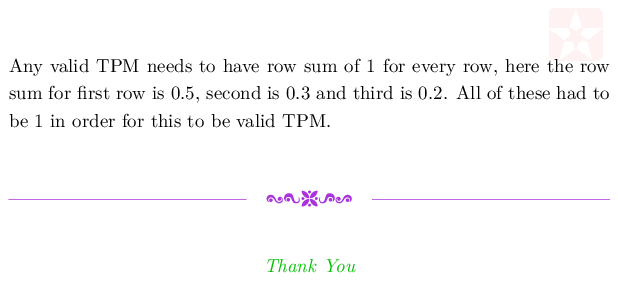 Any valid TPM needs to have row sum of 1 for every row, here the row
sum for first row is 0.5, second is 0.3 and third is 0.2. All of these had to
be 1 in order for this to be valid TPM.
Thank You